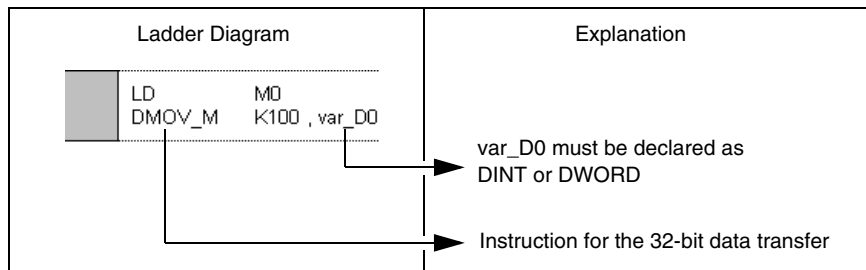 Ladder Diagram
Explanation
LD M0
DMOV_M K100 , var_D0
var_D0 must be declared as
DINT or DWORD
Instruction for the 32-bit data transfer